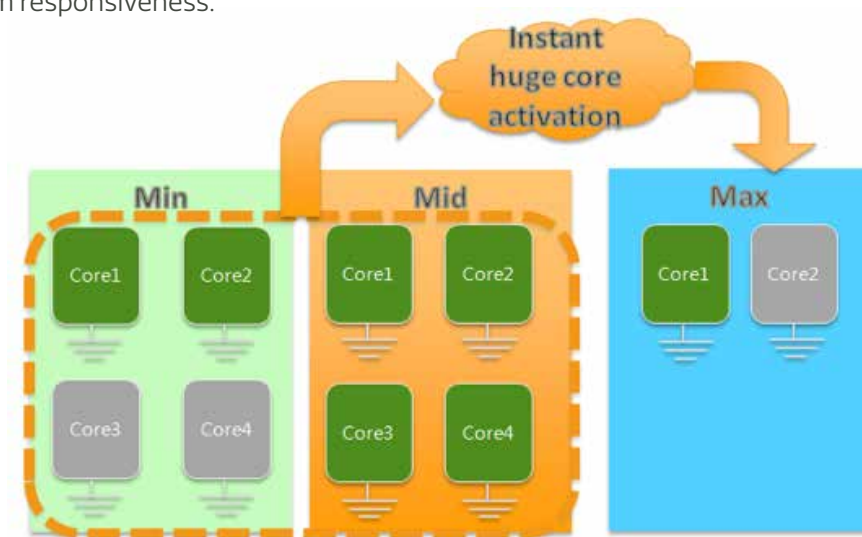 responsiveness.
Instant
huge core
activation
Min
Mid
Max
Core1
Core2
Core1
Core2
Core1
Core2
Core3
Core4
Core3
Core4